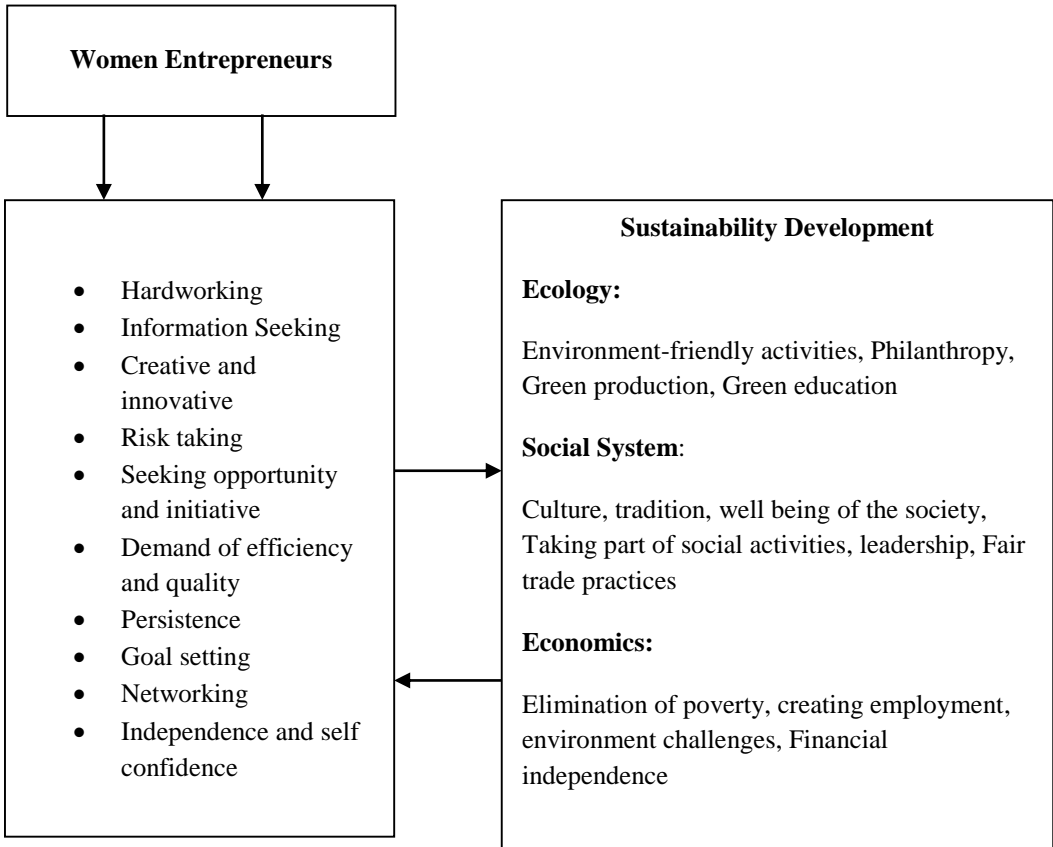 Women Entrepreneurs
• Hardworking
• Information Seeking
• Creative and
innovative
• Risk taking
• Seeking opportunity
and initiative
• Demand of efficiency
and quality
• Persistence
• Goal setting
• Networking
• Independence and self
confidence
Sustainability Development
Ecology:
Environment-friendly activities, Philanthropy,
Green production, Green education
Social System:
Culture, tradition, well being of the society,
Taking part of social activities, leadership, Fair
trade practices
Economics:
Elimination of poverty, creating employment,
environment challenges, Financial
independence